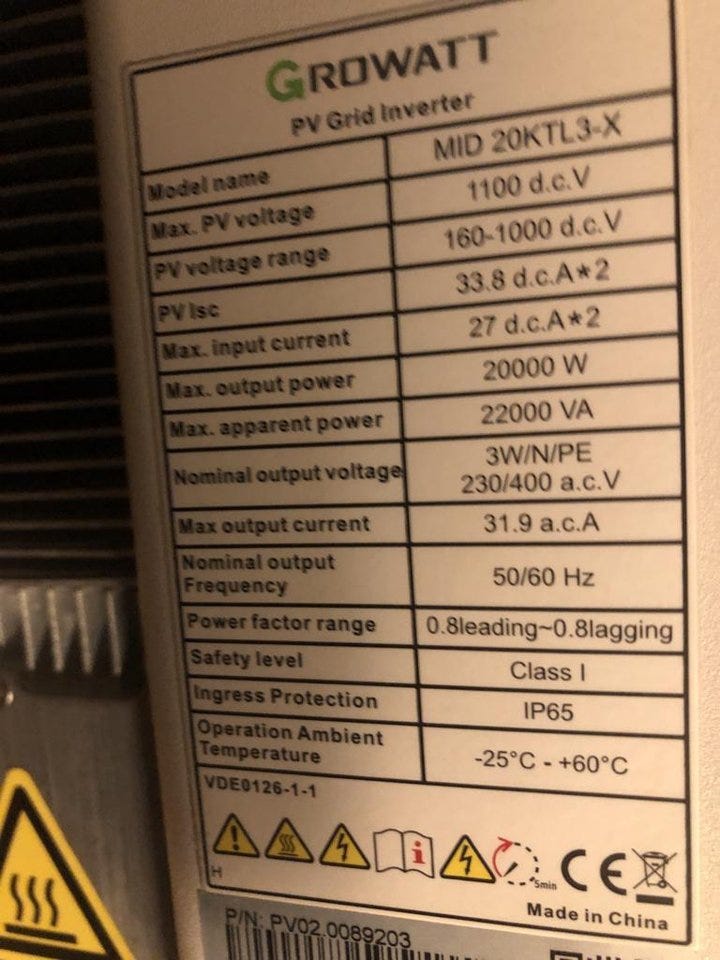 GROWATT
PV Grid Inverter
Model name MID 20KTL3-X
Max. PV voltage 1100 d.c.V
PV voltage range 160-1000 d.c.V
PV Isc 33.8 d.c.A*2
Max. input current 27 d.c.A*2
Max. output power 20000 W
Max. apparent power 22000 VA
Nominal output voltage 3W/N/PE
230/400 a.c.V
Max output current 31.9 a.c.A
Nominal output
Frequency 50/60 Hz
Power factor range 0.8leading~0.8lagging
Safety level Class I
Ingress Protection IP65
Operation Ambient
Temperature -25°C - +60°C
VDE0126-1-1
i
5min
CE
H
Made in China
P/N: PV02.0089203